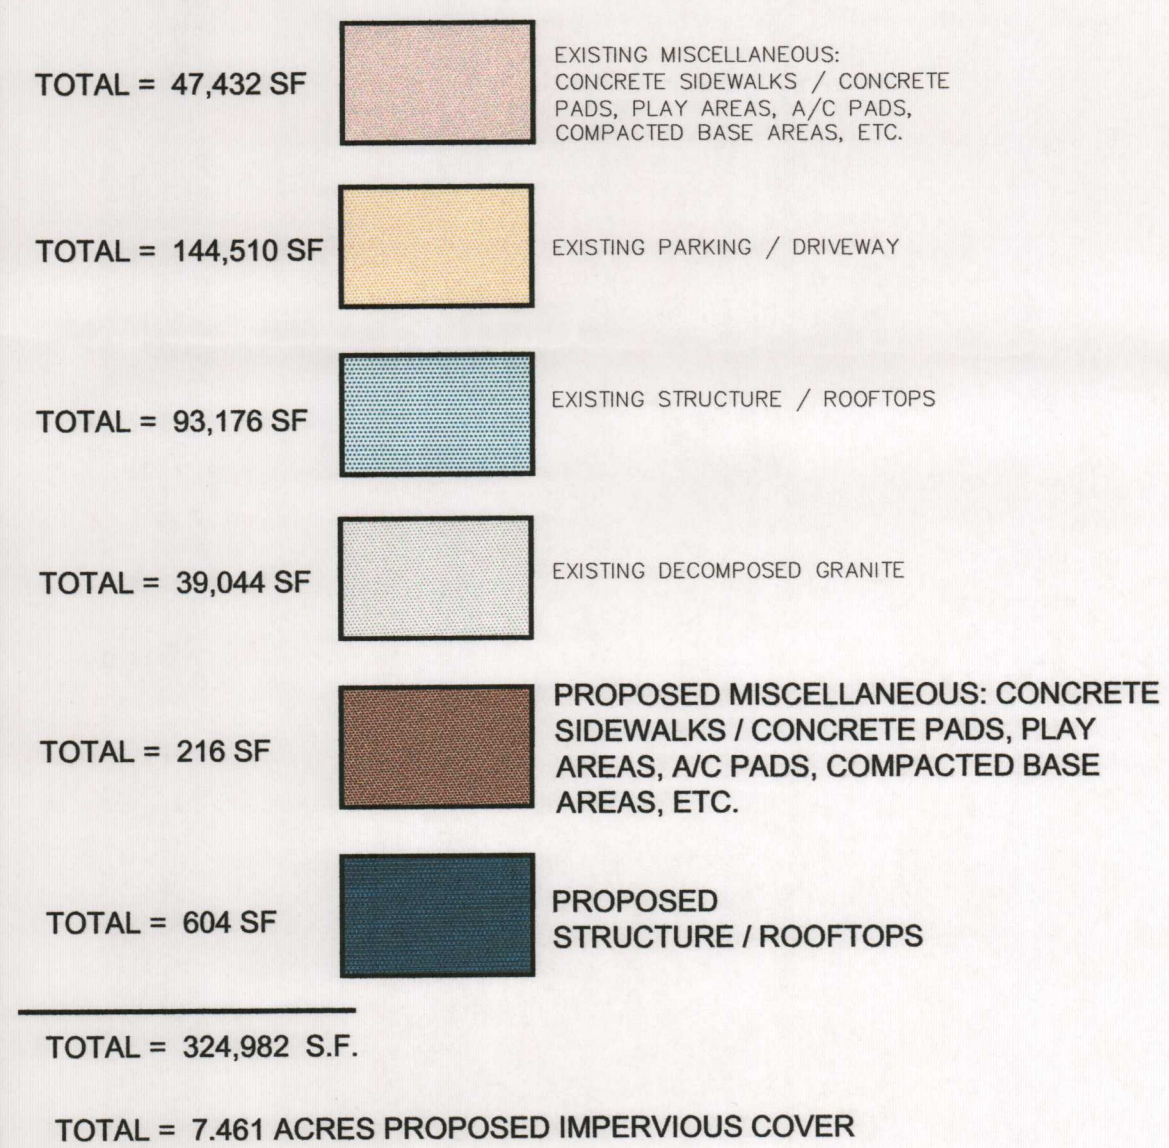 TOTAL = 47,432 SF
EXISTING MISCELLANEOUS:
CONCRETE SIDEWALKS / CONCRETE
PADS, PLAY AREAS, A/C PADS,
COMPACTED BASE AREAS, ETC.
TOTAL = 144,510 SF
EXISTING PARKING / DRIVEWAY
TOTAL = 93,176 SF
EXISTING STRUCTURE / ROOFTOPS
TOTAL = 39,044 SF
EXISTING DECOMPOSED GRANITE
TOTAL = 216 SF
PROPOSED MISCELLANEOUS: CONCRETE
SIDEWALKS / CONCRETE PADS, PLAY
AREAS, A/C PADS, COMPACTED BASE
AREAS, ETC.
TOTAL = 604 SF
PROPOSED
STRUCTURE / ROOFTOPS
TOTAL = 324,982 S.F.
TOTAL = 7.461 ACRES PROPOSED IMPERVIOUS COVER